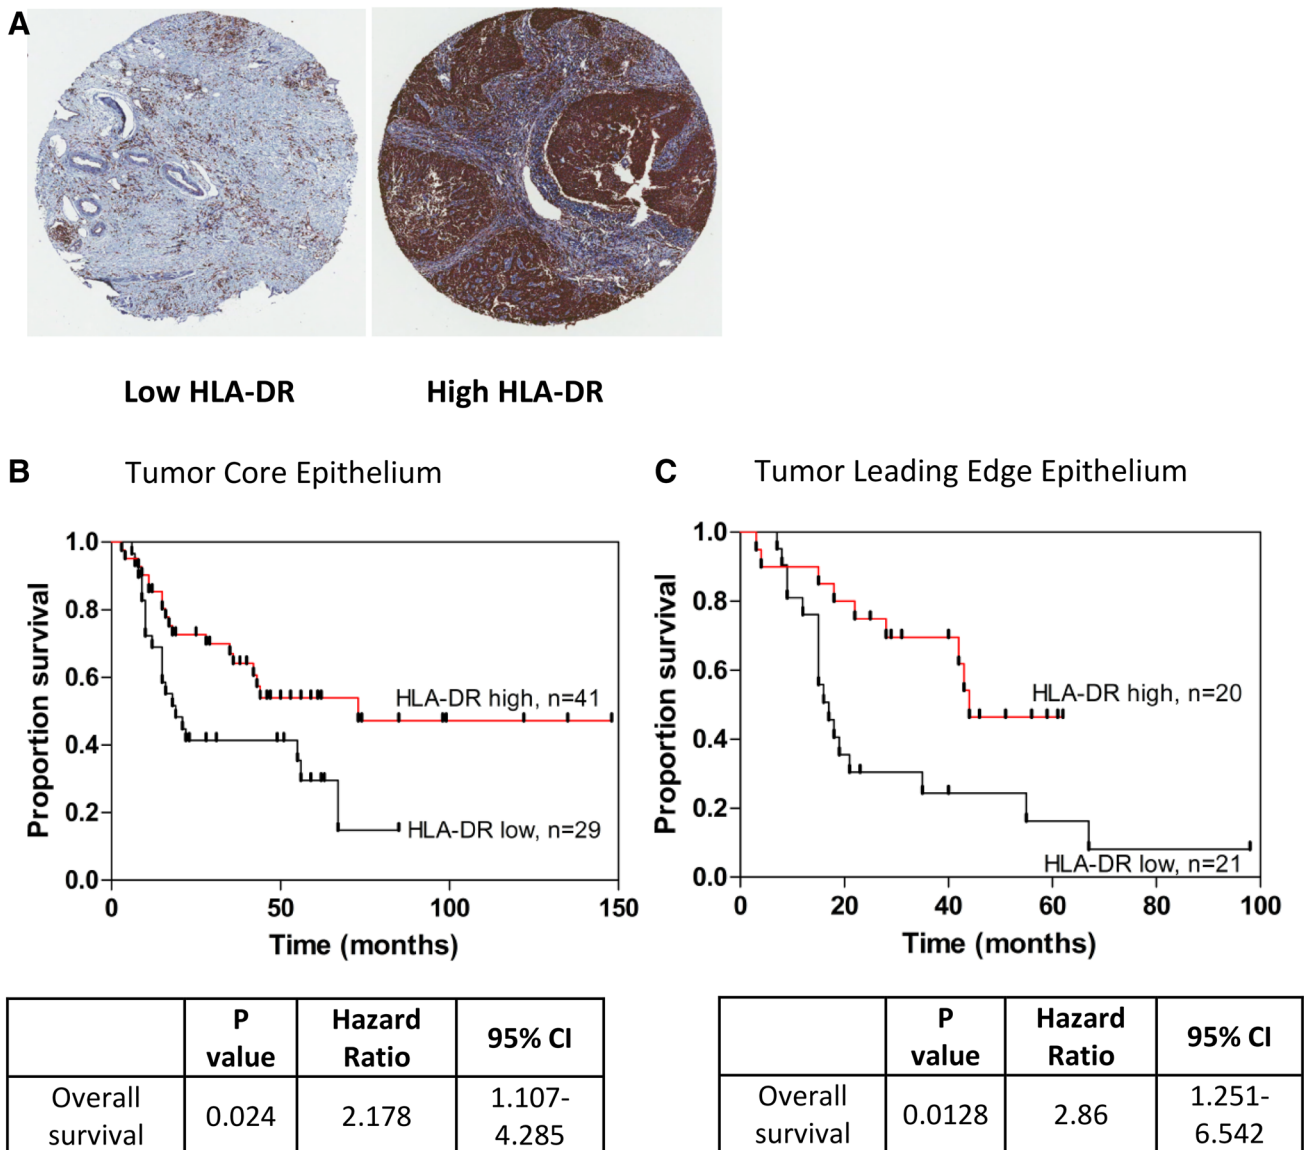 A
Low HLA-DR
High HLA-DR
B
Tumor Core Epithelium
Proportion survival
1.0
0.8
0.6
0.4
0.2
0.0
HLA-DR high, n=41
HLA-DR low, n=29
0
50
100
150
Time (months)
P
value
Hazard
Ratio
95% CI
Overall
survival
0.024
2.178
1.107-
4.285
C
Tumor Leading Edge Epithelium
Proportion survival
1.0
0.8
0.6
0.4
0.2
0.0
HLA-DR high, n=20
HLA-DR low, n=21
0
20
40
60
80
100
Time (months)
P
value
Hazard
Ratio
95% CI
Overall
survival
0.0128
2.86
1.251-
6.542